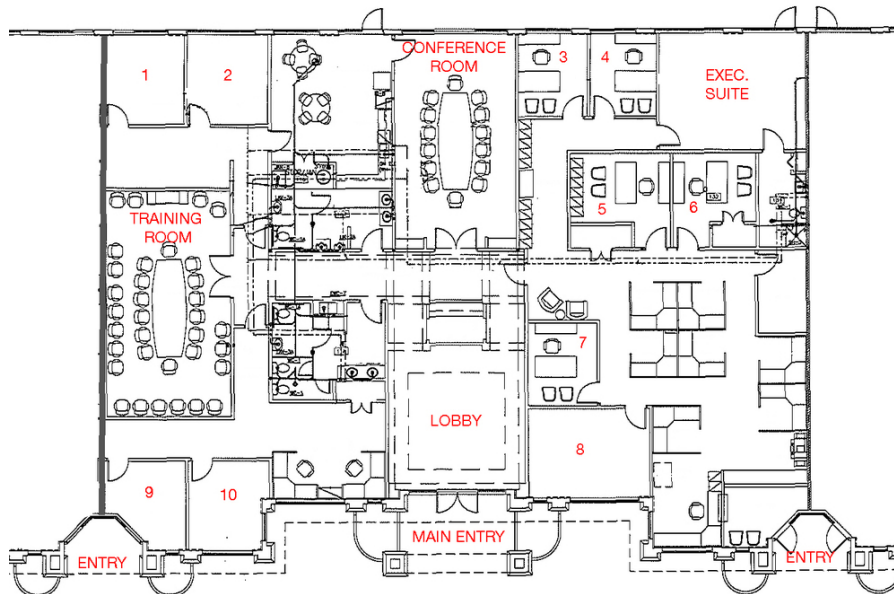 CONFERENCE
ROOM
1
2
3
4
EXEC.
SUITE
TRAINING
ROOM
5
6
7
LOBBY
8
9
10
MAIN ENTRY
ENTRY
ENTRY